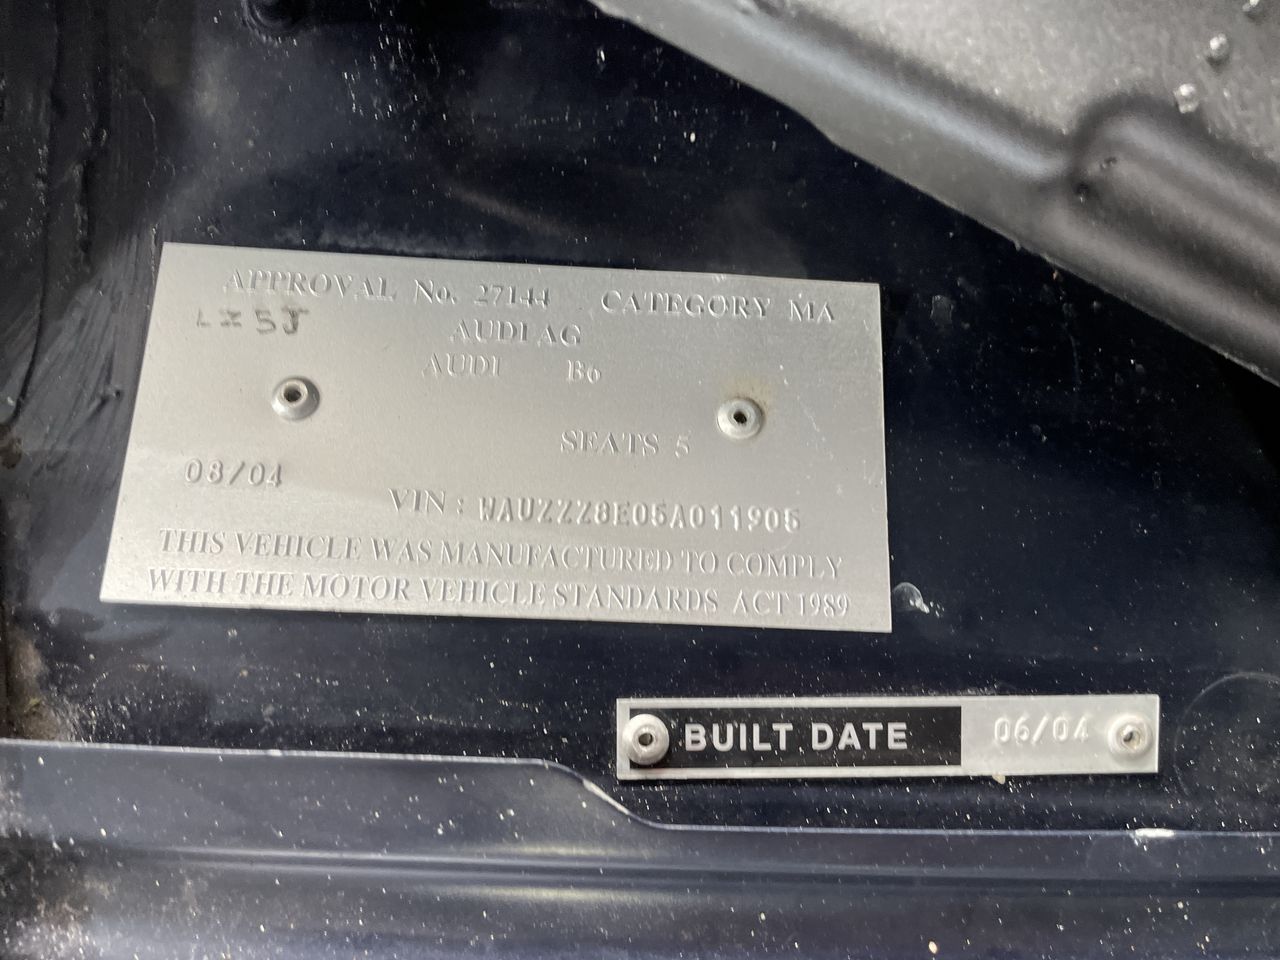 APPROVAL No. 27144 CATEGORY MA
LZ5J
AUDI AG
AUDI B6
SEATS 5
08/04
VIN : WAUZZZ8E05A011905
THIS VEHICLE WAS MANUFACTURED TO COMPLY
WITH THE MOTOR VEHICLE STANDARDS ACT 1989
BUILT DATE 06/04